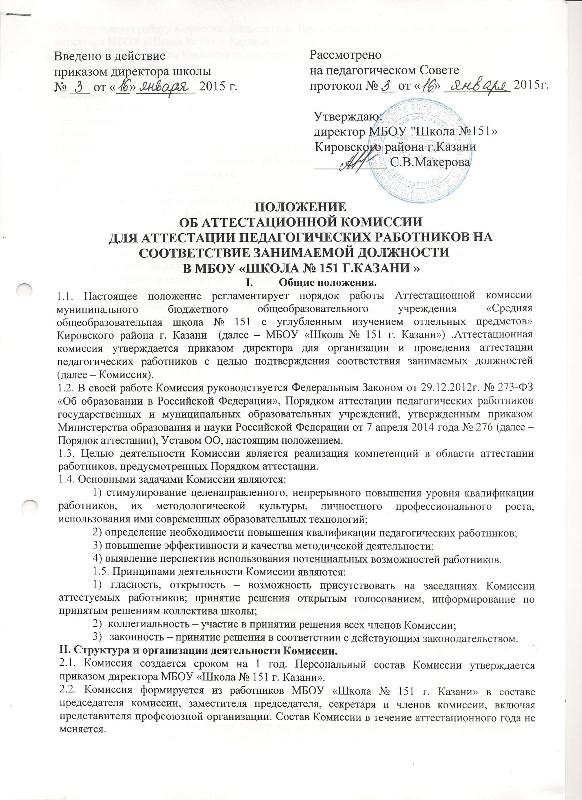 Введено в действие
приказом директора школы
№ 3 от «16» января 2015 г.
Рассмотрено
на педагогическом Совете
протокол № 3 от «16» января 2015г.
Утверждаю:
директор МБОУ "Школа №151»
Кировского района г.Казани
С.В.Макерова
ПОЛОЖЕНИЕ
ОБ АТТЕСТАЦИОННОЙ КОМИССИИ
ДЛЯ АТТЕСТАЦИИ ПЕДАГОГИЧЕСКИХ РАБОТНИКОВ НА
СООТВЕТСТВИЕ ЗАНИМАЕМОЙ ДОЛЖНОСТИ
В МБОУ «ШКОЛА № 151 Г.КАЗАНИ »
I. Общие положения.
1.1. Настоящее положение регламентирует порядок работы Аттестационной комиссии
муниципального бюджетного общеобразовательного учреждения «Средняя
общеобразовательная школа № 151 с углубленным изучением отдельных предметов»
Кировского района г. Казани (далее – МБОУ «Школа № 151 г. Казани») .Аттестационная
комиссия утверждается приказом директора для организации и проведения аттестации
педагогических работников с целью подтверждения соответствия занимаемых должностей
(далее – Комиссия).
1.2. В своей работе Комиссия руководствуется Федеральным Законом от 29.12.2012г. № 273-ФЗ
«Об образовании в Российской Федерации», Порядком аттестации педагогических работников
государственных и муниципальных образовательных учреждений, утвержденным приказом
Министерства образования и науки Российской Федерации от 7 апреля 2014 года № 276 (далее –
Порядок аттестации), Уставом ОО, настоящим положением.
1.3. Целью деятельности Комиссии является реализация компетенций в области аттестации
работников, предусмотренных Порядком аттестации.
1.4. Основными задачами Комиссии являются:
1) стимулирование целенаправленного, непрерывного повышения уровня квалификации
работников, их методологической культуры, личностного профессионального роста,
использования ими современных образовательных технологий;
2) определение необходимости повышения квалификации педагогических работников;
3) повышение эффективности и качества методической деятельности;
4) выявление перспектив использования потенциальных возможностей работников.
1.5. Принципами деятельности Комиссии являются:
1) гласность, открытость – возможность присутствовать на заседаниях Комиссии
аттестуемых работников; принятие решения открытым голосованием, информирование по
принятым решениям коллектива школы;
2) коллегиальность – участие в принятии решения всех членов Комиссии;
3) законность – принятие решения в соответствии с действующим законодательством.
II. Структура и организация деятельности Комиссии.
2.1. Комиссия создается сроком на 1 год. Персональный состав Комиссии утверждается
приказом директора МБОУ «Школа № 151 г. Казани».
2.2. Комиссия формируется из работников МБОУ «Школа № 151 г. Казани» в составе
председателя комиссии, заместителя председателя, секретаря и членов комиссии, включая
представителя профсоюзной организации. Состав Комиссии в течение аттестационного года не
меняется.